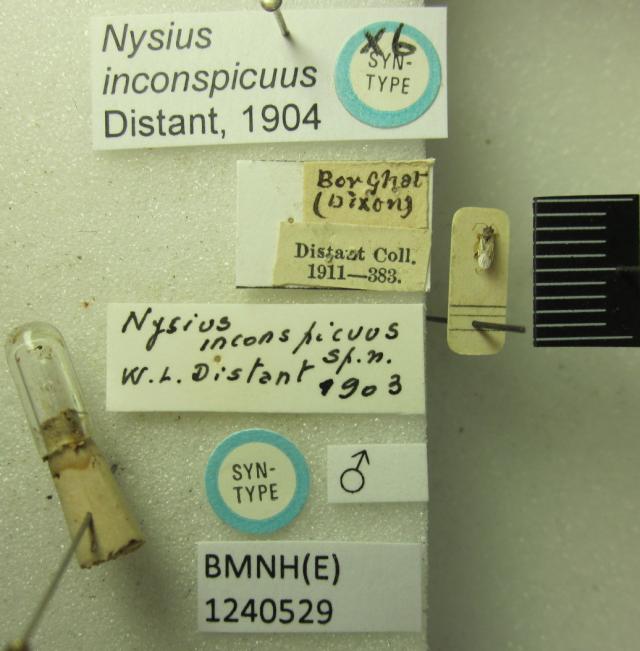 Nysius
inconspicuus
Distant, 1904
x6
SYN-
TYPE
Bor Ghat
(Dixon)
Distant Coll.
1911—383.
Nysius
inconspicuus
sp.n.
W.L. Distant 1903
SYN-
TYPE
♂
BMNH(E)
1240529